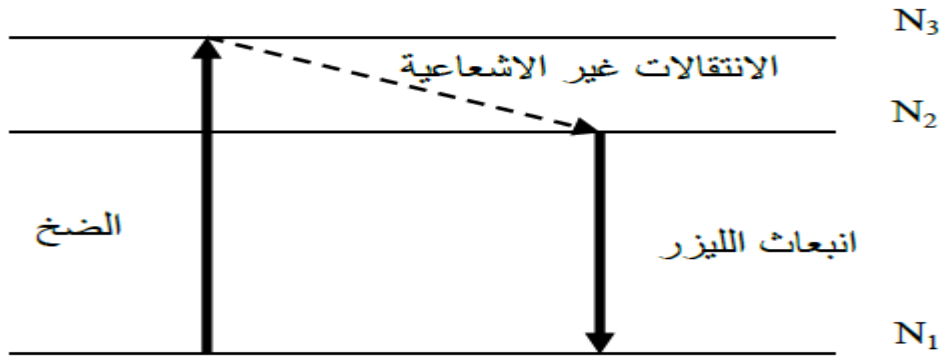 N₃
الانتقالات غير الاشعاعية
N₂
الضخ
انبعاث الليزر
N₁